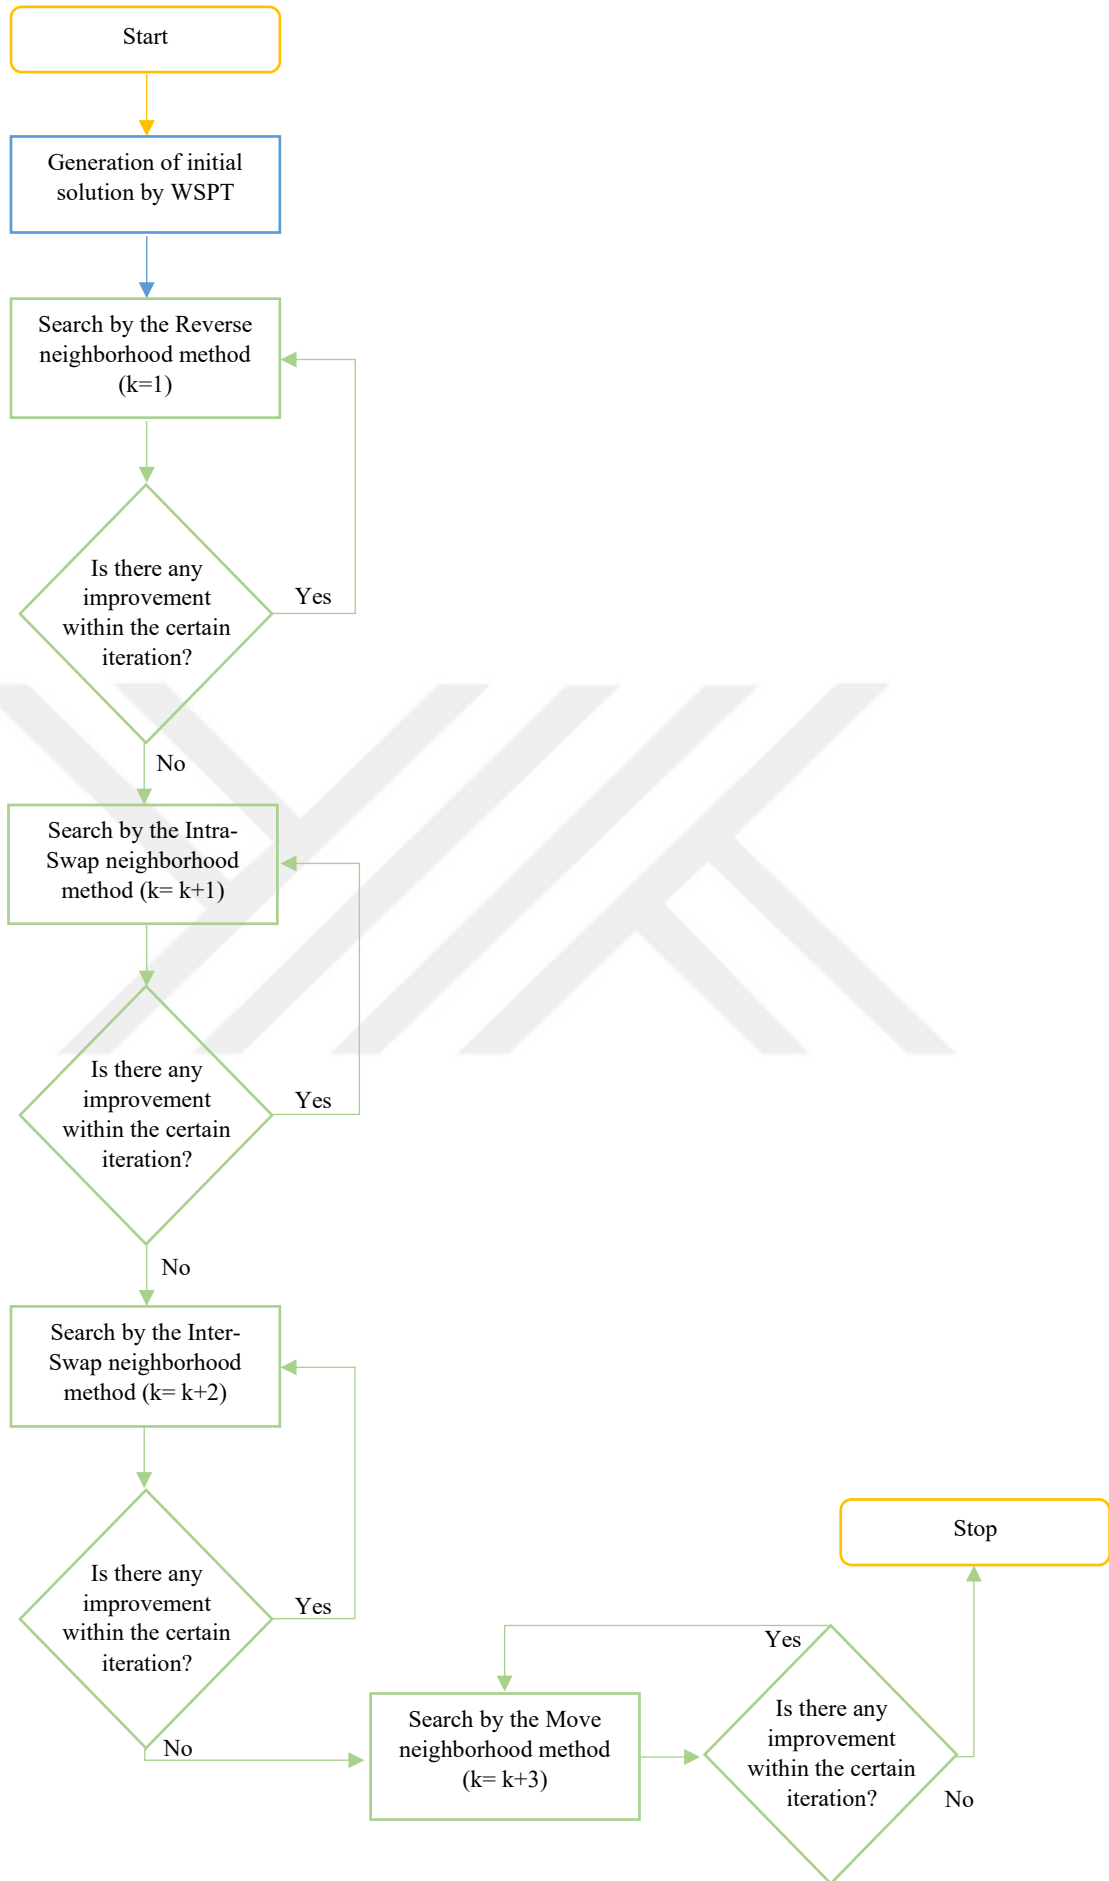 Start
Generation of initial
solution by WSPT
Search by the Reverse
neighborhood method
(k=1)
Is there any
improvement
within the certain
iteration?
Yes
No
Search by the Intra-
Swap neighborhood
method (k= k+1)
Is there any
improvement
within the certain
iteration?
Yes
No
Search by the Inter-
Swap neighborhood
method (k= k+2)
Is there any
improvement
within the certain
iteration?
Yes
No
Search by the Move
neighborhood method
(k= k+3)
Is there any
improvement
within the certain
iteration?
Yes
No
Stop